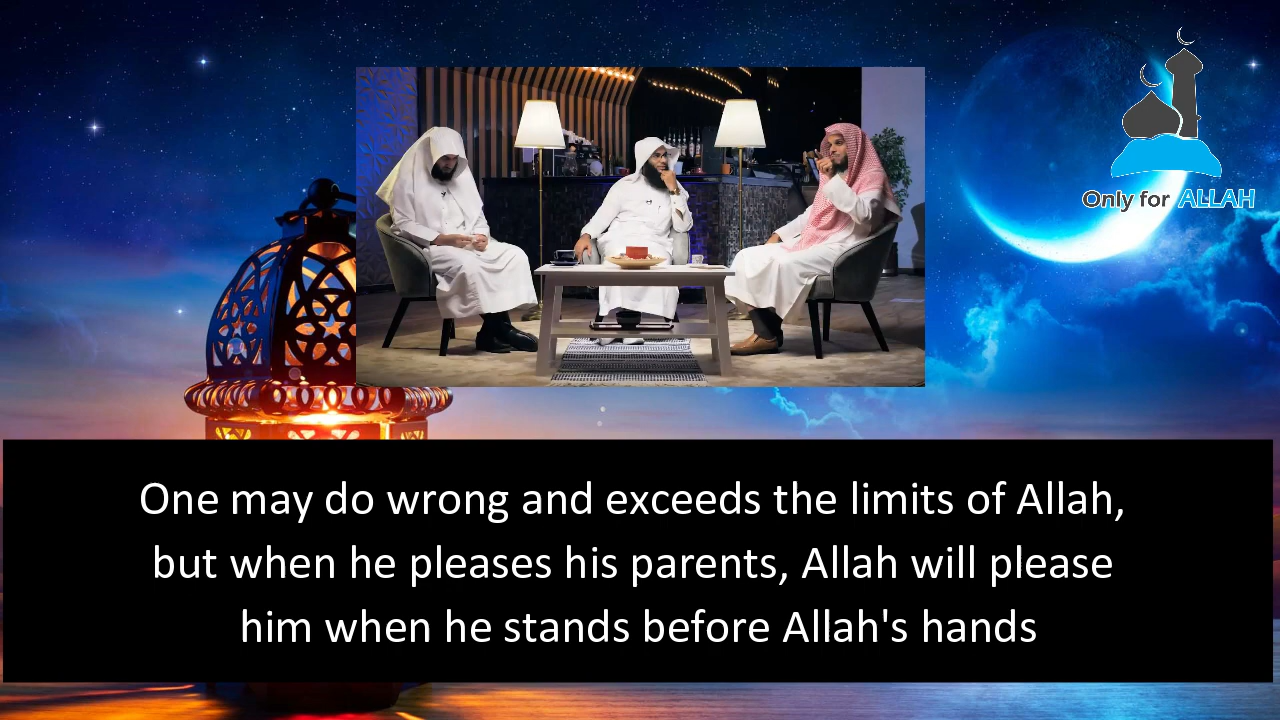 Only for ALLAH
One may do wrong and exceeds the limits of Allah,
but when he pleases his parents, Allah will please
him when he stands before Allah's hands